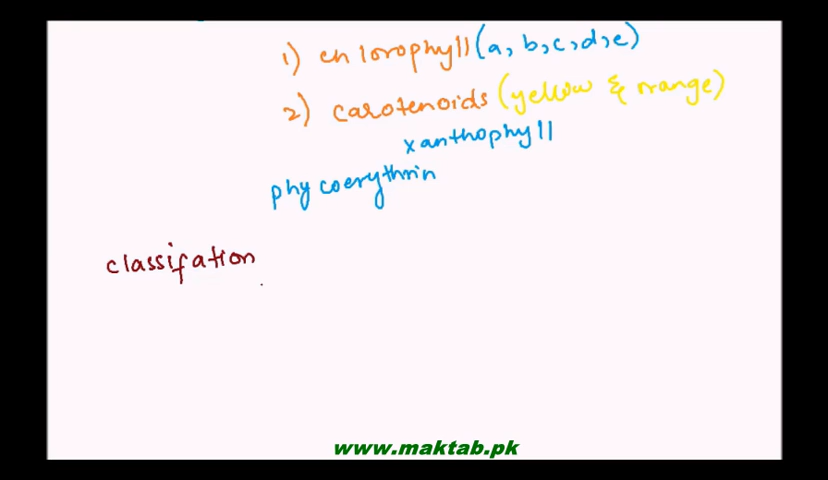 1) chlorophyll (a, b, c, d, e)
2) carotenoids (yellow & orange)
xanthophyll
phycoerythrin
classifation
www.maktab.pk